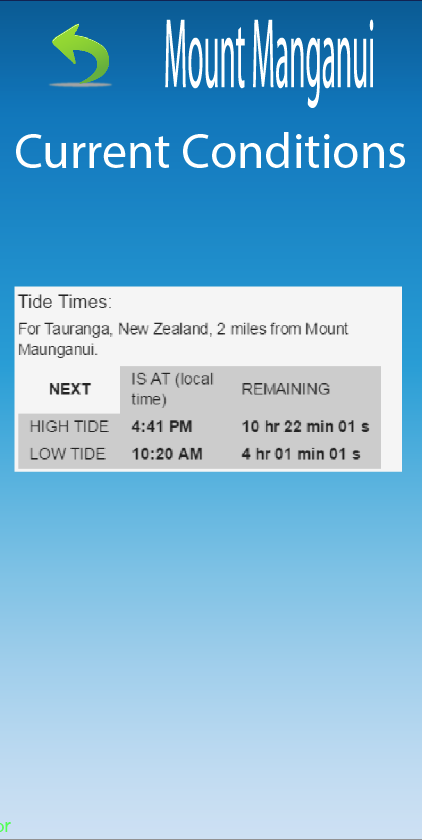 Mount Manganui
Current Conditions
Tide Times:
For Tauranga, New Zealand, 2 miles from Mount
Maunganui.
NEXT IS AT (local time) REMAINING
HIGH TIDE 4:41 PM 10 hr 22 min 01 s
LOW TIDE 10:20 AM 4 hr 01 min 01 s
or